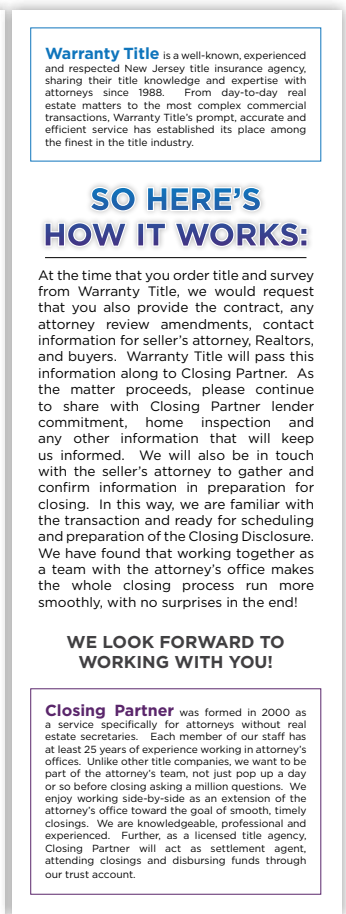 Warranty Title is a well-known, experienced
and respected New Jersey title insurance agency,
sharing their title knowledge and expertise with
attorneys since 1988. From day-to-day real
estate matters to the most complex commercial
transactions, Warranty Title's prompt, accurate and
efficient service has established its place among
the finest in the title industry.
SO HERE'S
HOW IT WORKS:
At the time that you order title and survey
from Warranty Title, we would request
that you also provide the contract, any
attorney review amendments, contact
information for seller's attorney, Realtors,
and buyers. Warranty Title will pass this
information along to Closing Partner. As
the matter proceeds, please continue
to share with Closing Partner lender
commitment, home inspection and
any other information that will keep
us informed. We will also be in touch
with the seller's attorney to gather and
confirm information in preparation for
closing. In this way, we are familiar with
the transaction and ready for scheduling
and preparation of the Closing Disclosure.
We have found that working together as
a team with the attorney's office makes
the whole closing process run more
smoothly, with no surprises in the end!
WE LOOK FORWARD TO
WORKING WITH YOU!
Closing Partner was formed in 2000 as
a service specifically for attorneys without real
estate secretaries. Each member of our staff has
at least 25 years of experience working in attorney's
offices. Unlike other title companies, we want to be
part of the attorney's team, not just pop up a day
or so before closing asking a million questions. We
enjoy working side-by-side as an extension of the
attorney's office toward the goal of smooth, timely
closings. We are knowledgeable, professional and
experienced. Further, as a licensed title agency,
Closing Partner will act as settlement agent,
attending closings and disbursing funds through
our trust account.